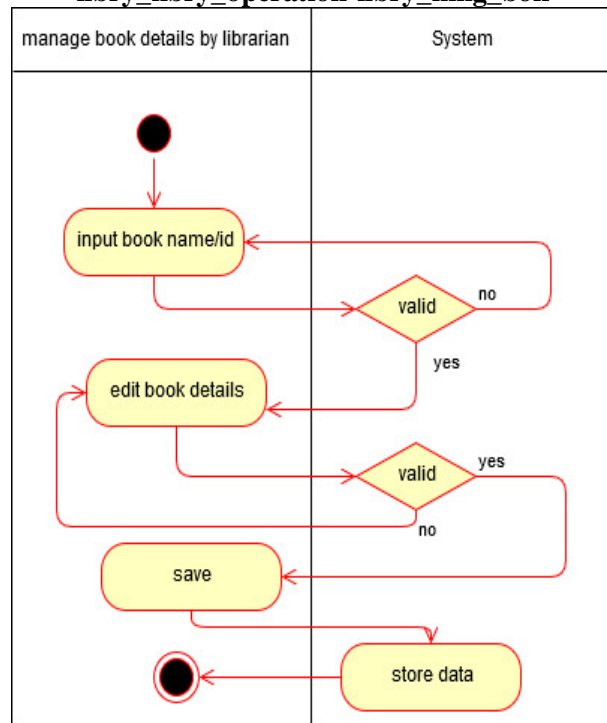 manage book details by librarian
System
input book name/id
valid
no
yes
edit book details
valid
yes
no
save
store data